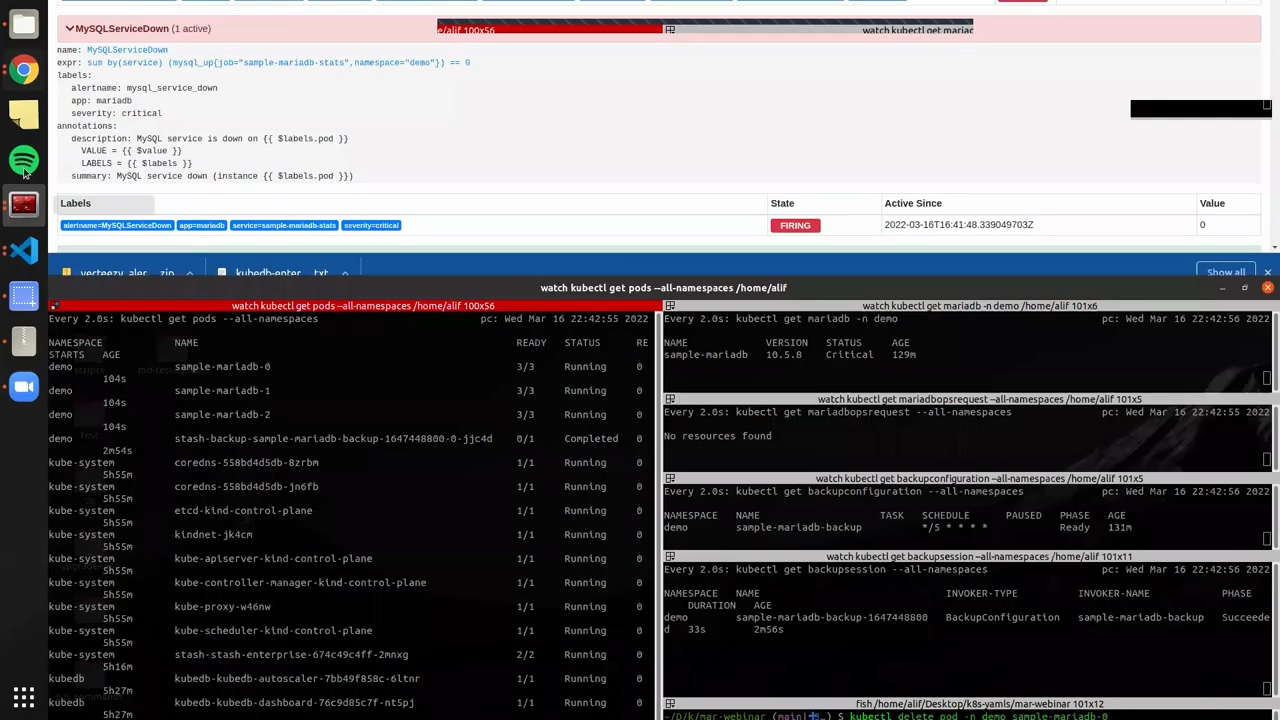 MySQLServiceDown (1 active)
e/alif 100x56
watch kubectl get mariac
name: MySQLServiceDown
expr: sum by(service) (mysql_up{job="sample-mariadb-stats",namespace="demo"}) == 0
labels:
alertname: mysql_service_down
app: mariadb
severity: critical
annotations:
description: MySQL service is down on {{ $labels.pod }}
VALUE = {{ $value }}
LABELS = {{ $labels }}
summary: MySQL service down (instance {{ $labels.pod }})
Labels State Active Since Value
alertname=MySQLServiceDown app=mariadb service=sample-mariadb-stats severity=critical FIRING 2022-03-16T16:41:48.339049703Z 0
vecteezy_aler....zip kubedb-enter....txt Show all
watch kubectl get pods --all-namespaces /home/alif
watch kubectl get pods --all-namespaces /home/alif 100x56
Every 2.0s: kubectl get pods --all-namespaces pc: Wed Mar 16 22:42:55 2022
NAMESPACE NAME READY STATUS RE
STARTS AGE
demo sample-mariadb-0 3/3 Running 0
104s
demo sample-mariadb-1 3/3 Running 0
104s
demo sample-mariadb-2 3/3 Running 0
104s
demo stash-backup-sample-mariadb-backup-1647448800-0-jjc4d 0/1 Completed 0
2m54s
kube-system coredns-558bd4d5db-8zrbm 1/1 Running 0
5h55m
kube-system coredns-558bd4d5db-jn6fb 1/1 Running 0
5h55m
kube-system etcd-kind-control-plane 1/1 Running 0
5h55m
kube-system kindnet-jk4cm 1/1 Running 0
5h55m
kube-system kube-apiserver-kind-control-plane 1/1 Running 0
5h55m
kube-system kube-controller-manager-kind-control-plane 1/1 Running 0
5h55m
kube-system kube-proxy-w46nw 1/1 Running 0
5h55m
kube-system kube-scheduler-kind-control-plane 1/1 Running 0
5h55m
kube-system stash-stash-enterprise-674c49c4ff-2mnxg 2/2 Running 0
5h16m
kubedb kubedb-kubedb-autoscaler-7bb49f858c-6ltnr 1/1 Running 0
5h27m
kubedb kubedb-kubedb-dashboard-76c9d85c7f-nt5pj 1/1 Running 0
5h27m
watch kubectl get mariadb -n demo /home/alif 101x6
Every 2.0s: kubectl get mariadb -n demo pc: Wed Mar 16 22:42:56 2022
NAME VERSION STATUS AGE
sample-mariadb 10.5.8 Critical 129m
watch kubectl get mariadbopsrequest --all-namespaces /home/alif 101x5
Every 2.0s: kubectl get mariadbopsrequest --all-namespaces pc: Wed Mar 16 22:42:55 2022
No resources found
watch kubectl get backupconfiguration --all-namespaces /home/alif 101x5
Every 2.0s: kubectl get backupconfiguration --all-namespaces pc: Wed Mar 16 22:42:56 2022
NAMESPACE NAME TASK SCHEDULE PAUSED PHASE AGE
demo sample-mariadb-backup */5 * * * * Ready 131m
watch kubectl get backupsession --all-namespaces /home/alif 101x11
Every 2.0s: kubectl get backupsession --all-namespaces pc: Wed Mar 16 22:42:56 2022
NAMESPACE NAME INVOKER-TYPE INVOKER-NAME PHASE
DURATION AGE
demo sample-mariadb-backup-1647448800 BackupConfiguration sample-mariadb-backup Succeede
d 33s 2m56s
fish /home/alif/Desktop/k8s-yamls/mar-webinar 101x12
~/D/k/mar-webinar (main|✚…) $ kubectl delete pod -n demo sample-mariadb-0